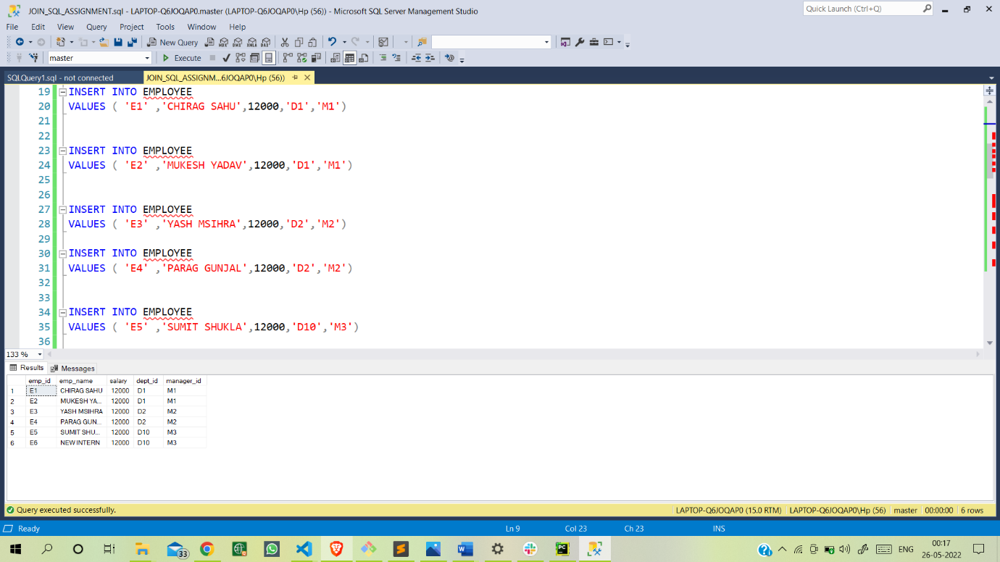 JOIN_SQL_ASSIGNMENT.sql - LAPTOP-Q6JOQAP0.master (LAPTOP-Q6JOQAP0\Hp (56)) - Microsoft SQL Server Management Studio
Quick Launch (Ctrl+Q)
File Edit View Query Project Tools Window Help
New Query
MDX DMX XMLA DAX
master Execute
SQLQuery1.sql - not connected
JOIN_SQL_ASSIGNM...6JOQAP0\Hp (56))
19 INSERT INTO EMPLOYEE
20 VALUES ( 'E1' ,'CHIRAG SAHU',12000,'D1','M1')
21
22
23 INSERT INTO EMPLOYEE
24 VALUES ( 'E2' ,'MUKESH YADAV',12000,'D1','M1')
25
26
27 INSERT INTO EMPLOYEE
28 VALUES ( 'E3' ,'YASH MSIHRA',12000,'D2','M2')
29
30 INSERT INTO EMPLOYEE
31 VALUES ( 'E4' ,'PARAG GUNJAL',12000,'D2','M2')
32
33
34 INSERT INTO EMPLOYEE
35 VALUES ( 'E5' ,'SUMIT SHUKLA',12000,'D10','M3')
36
133 %
Results Messages
emp_id emp_name salary dept_id manager_id
1 E1 CHIRAG SAHU 12000 D1 M1
2 E2 MUKESH YA... 12000 D1 M1
3 E3 YASH MSIHRA 12000 D2 M2
4 E4 PARAG GUN... 12000 D2 M2
5 E5 SUMIT SHU... 12000 D10 M3
6 E6 NEW INTERN 12000 D10 M3
Query executed successfully. LAPTOP-Q6JOQAP0 (15.0 RTM) LAPTOP-Q6JOQAP0\Hp (56) master 00:00:00 6 rows
Ready Ln 9 Col 23 Ch 23 INS
33 PC ENG 00:17
26-05-2022